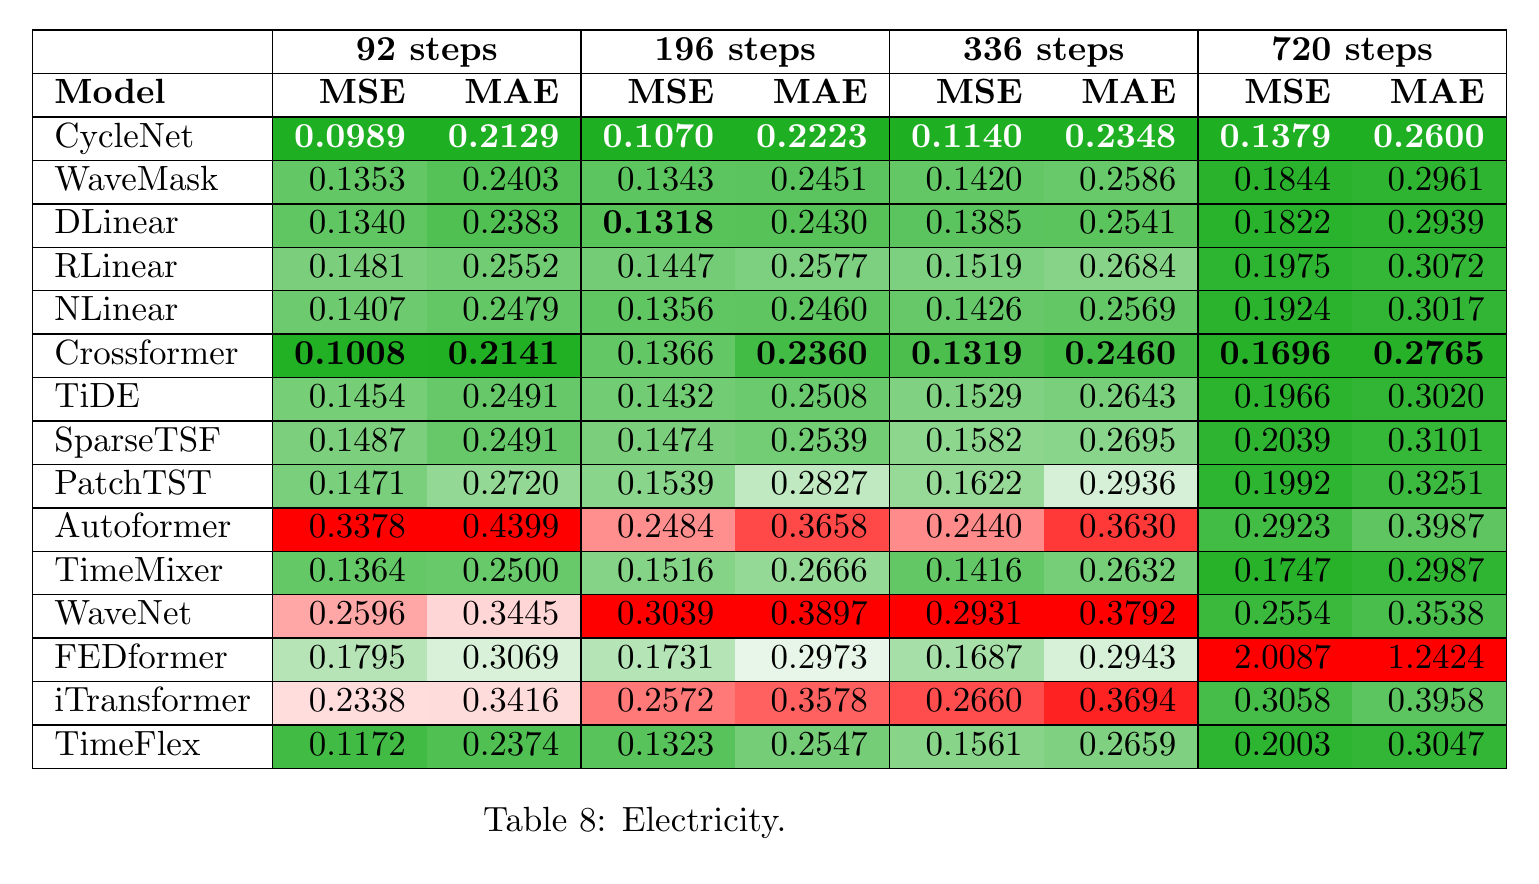 92 steps 196 steps 336 steps 720 steps
Model MSE MAE MSE MAE MSE MAE MSE MAE
CycleNet 0.0989 0.2129 0.1070 0.2223 0.1140 0.2348 0.1379 0.2600
WaveMask 0.1353 0.2403 0.1343 0.2451 0.1420 0.2586 0.1844 0.2961
DLinear 0.1340 0.2383 0.1318 0.2430 0.1385 0.2541 0.1822 0.2939
RLinear 0.1481 0.2552 0.1447 0.2577 0.1519 0.2684 0.1975 0.3072
NLinear 0.1407 0.2479 0.1356 0.2460 0.1426 0.2569 0.1924 0.3017
Crossformer 0.1008 0.2141 0.1366 0.2360 0.1319 0.2460 0.1696 0.2765
TiDE 0.1454 0.2491 0.1432 0.2508 0.1529 0.2643 0.1966 0.3020
SparseTSF 0.1487 0.2491 0.1474 0.2539 0.1582 0.2695 0.2039 0.3101
PatchTST 0.1471 0.2720 0.1539 0.2827 0.1622 0.2936 0.1992 0.3251
Autoformer 0.3378 0.4399 0.2484 0.3658 0.2440 0.3630 0.2923 0.3987
TimeMixer 0.1364 0.2500 0.1516 0.2666 0.1416 0.2632 0.1747 0.2987
WaveNet 0.2596 0.3445 0.3039 0.3897 0.2931 0.3792 0.2554 0.3538
FEDformer 0.1795 0.3069 0.1731 0.2973 0.1687 0.2943 2.0087 1.2424
iTransformer 0.2338 0.3416 0.2572 0.3578 0.2660 0.3694 0.3058 0.3958
TimeFlex 0.1172 0.2374 0.1323 0.2547 0.1561 0.2659 0.2003 0.3047
Table 8: Electricity.